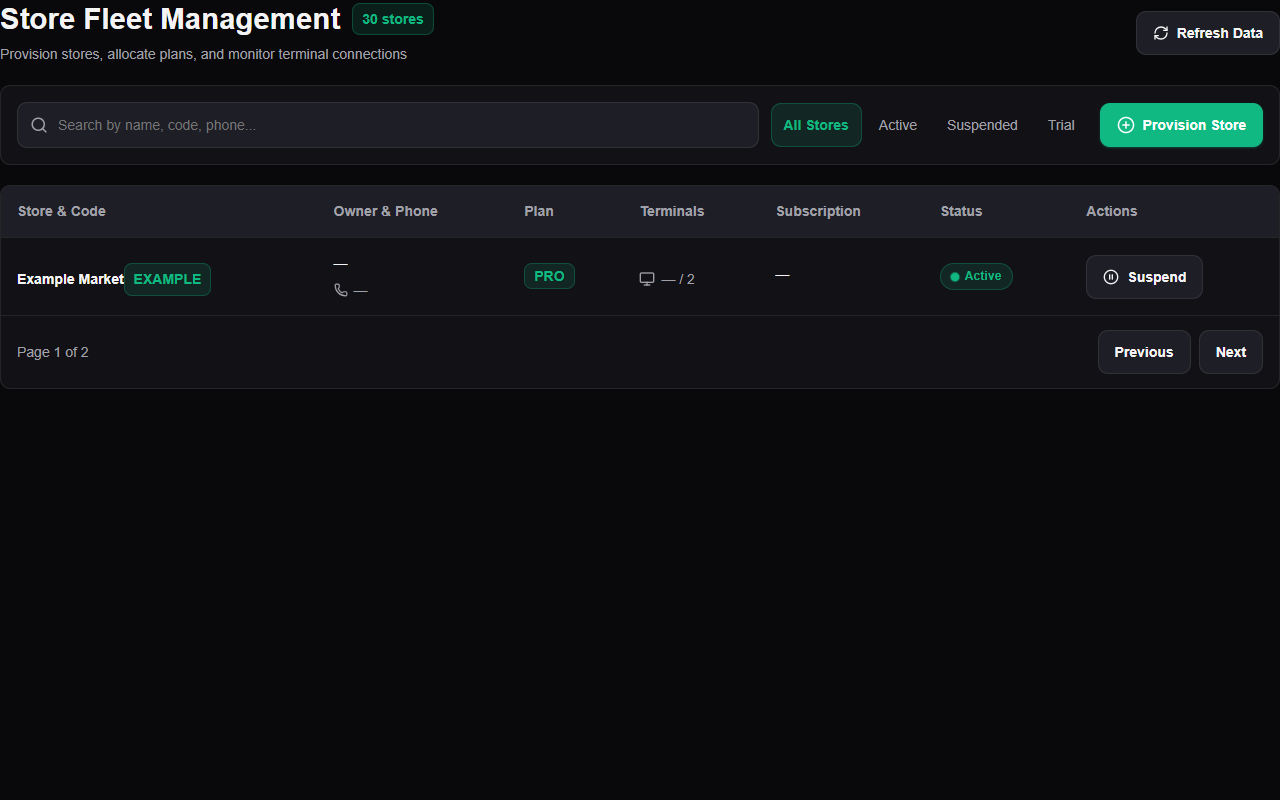 Store Fleet Management 30 stores
Provision stores, allocate plans, and monitor terminal connections
Refresh Data
Search by name, code, phone...
All Stores Active Suspended Trial Provision Store
Store & Code Owner & Phone Plan Terminals Subscription Status Actions
Example Market EXAMPLE — PRO — / 2 — Active Suspend
—
Page 1 of 2 Previous Next